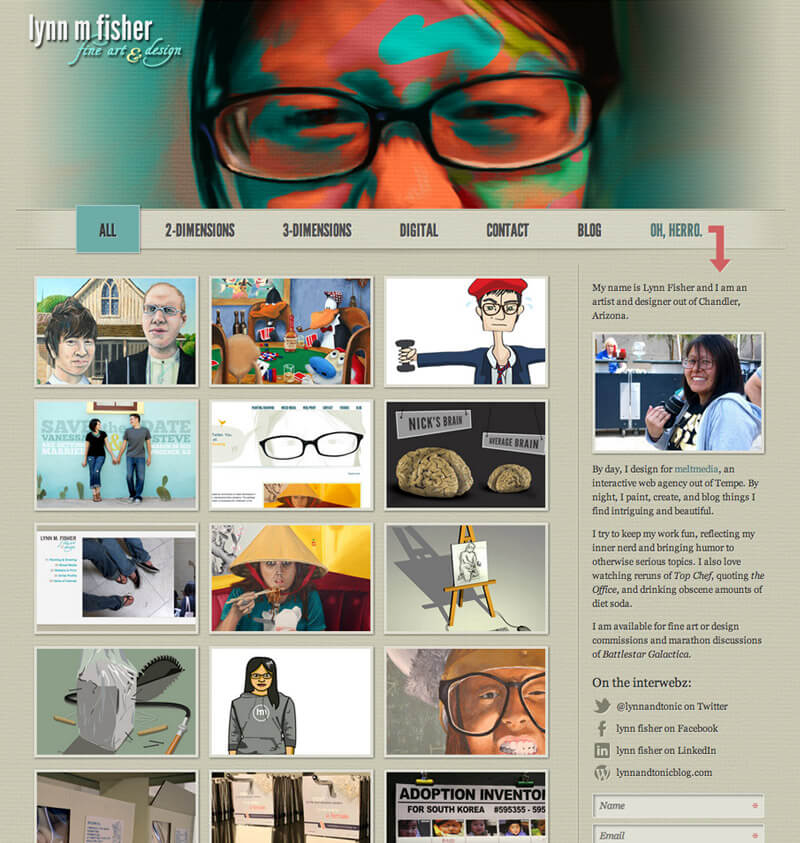 lynn m fisher
fine art & design
ALL
2-DIMENSIONS
3-DIMENSIONS
DIGITAL
CONTACT
BLOG
OH, HERRO.
My name is Lynn Fisher and I am an
artist and designer out of Chandler,
Arizona.
SAVE the DATE
VANESSA & STEVE
NICK'S BRAIN
AVERAGE BRAIN
By day, I design for meltmedia, an
interactive web agency out of Tempe. By
night, I paint, create, and blog things I
find intriguing and beautiful.
LYNN M. FISHER
I try to keep my work fun, reflecting my
inner nerd and bringing humor to
otherwise serious topics. I also love
watching reruns of Top Chef, quoting the
Office, and drinking obscene amounts of
diet soda.
I am available for fine art or design
commissions and marathon discussions
of Battlestar Galactica.
On the interwebz:
@lynnandtonic on Twitter
lynn fisher on Facebook
lynn fisher on LinkedIn
lynnandtonicblog.com
m
ADOPTION INVENTOR
FOR SOUTH KOREA #595355 - 595
Name *
Email *